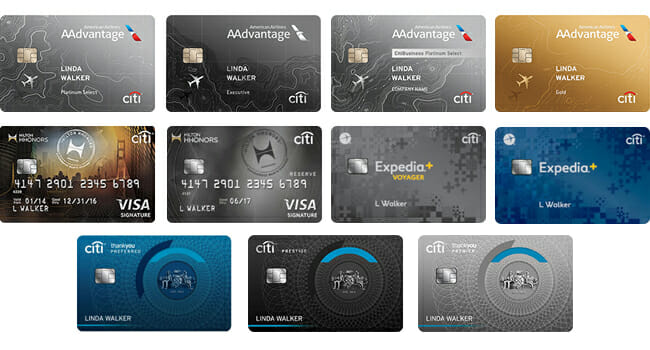 American Airlines
AAdvantage
LINDA
WALKER
Platinum Select
citi
American Airlines
AAdvantage
LINDA
WALKER
Executive
citi
American Airlines
AAdvantage
CitiBusiness Platinum Select
LINDA
WALKER
COMPANY NAME
citi
American Airlines
AAdvantage
LINDA
WALKER
Gold
citi
HILTON
HHONORS
citi
4147 2901 2345 6789
01/14 12/31/16
L WALKER
VISA
SIGNATURE
HILTON
HHONORS
citi
RESERVE
4147 2901 2345 6789
06/17
L WALKER
VISA
SIGNATURE
citi
Expedia+
VOYAGER
L Walker
citi
Expedia+
L Walker
citi
thankyou
PREFERRED
LINDA WALKER
citi
PRESTIGE
LINDA WALKER
citi
thankyou
PREMIER
LINDA WALKER